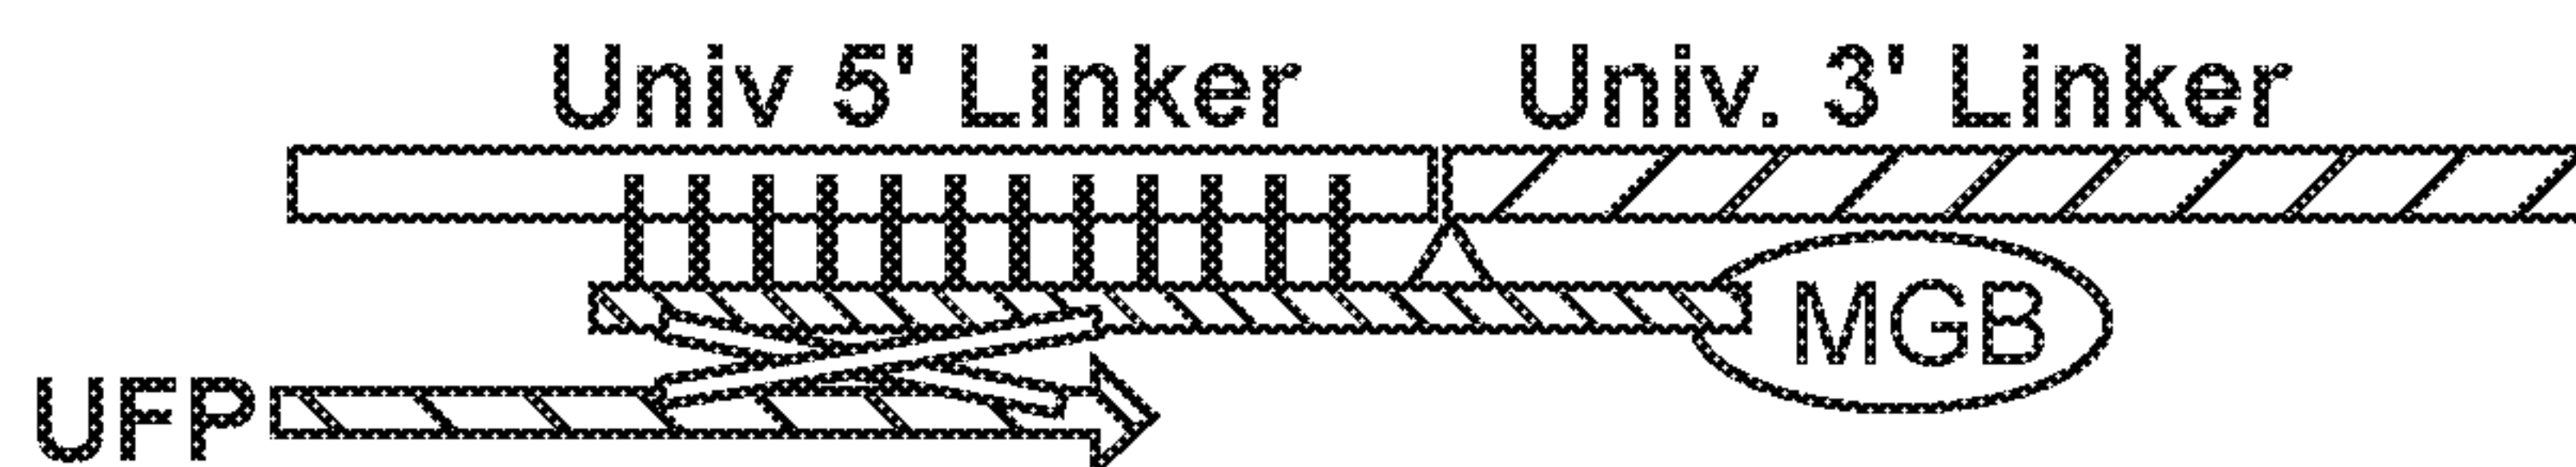 Univ 5' Linker Univ. 3' Linker
MGB
UFP